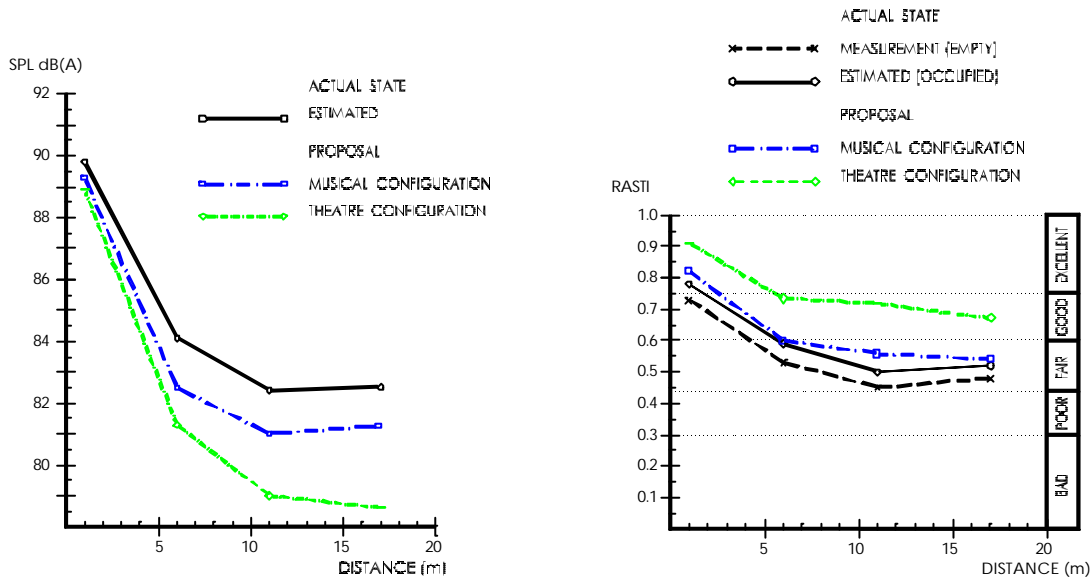 SPL dB(A)
ACTUAL STATE
ESTIMATED
PROPOSAL
MUSICAL CONFIGURATION
THEATRE CONFIGURATION
92
90
88
86
84
82
80
5 10 15 20
DISTANCE (m)
ACTUAL STATE
MEASUREMENT (EMPTY)
ESTIMATED (OCCUPIED)
PROPOSAL
MUSICAL CONFIGURATION
THEATRE CONFIGURATION
RASTI
1.0
0.9
0.8
0.7
0.6
0.5
0.4
0.3
0.2
0.1
EXCELLENT
GOOD
FAIR
POOR
BAD
5 10 15 20
DISTANCE (m)